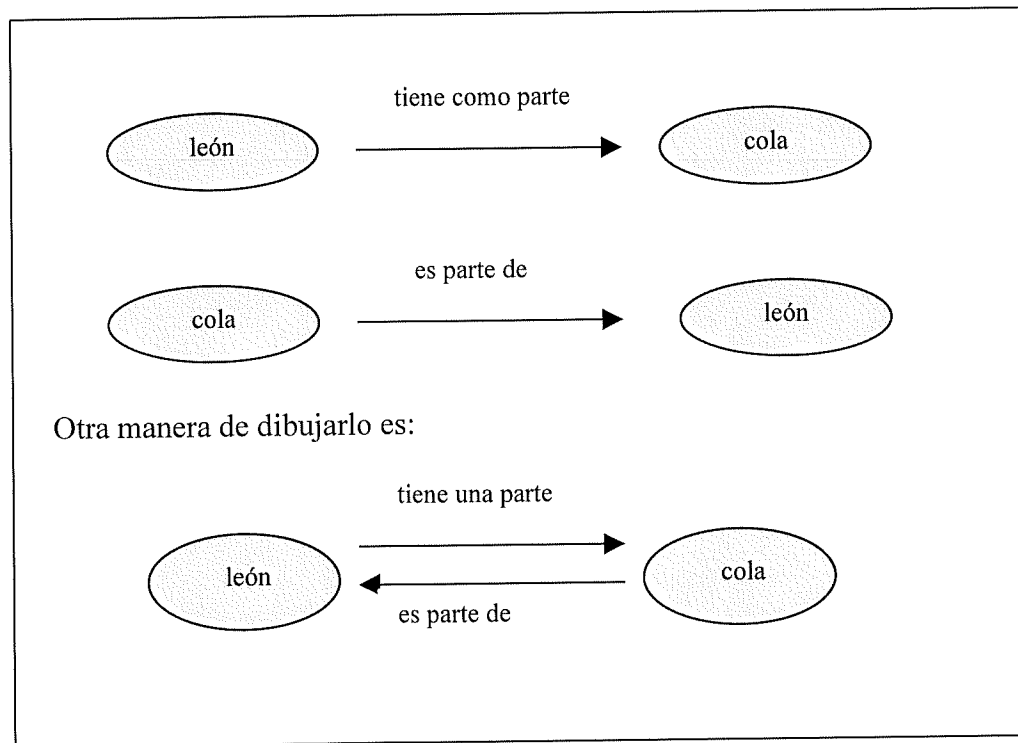 tiene como parte
león
cola
es parte de
cola
león
Otra manera de dibujarlo es:
tiene una parte
león
cola
es parte de